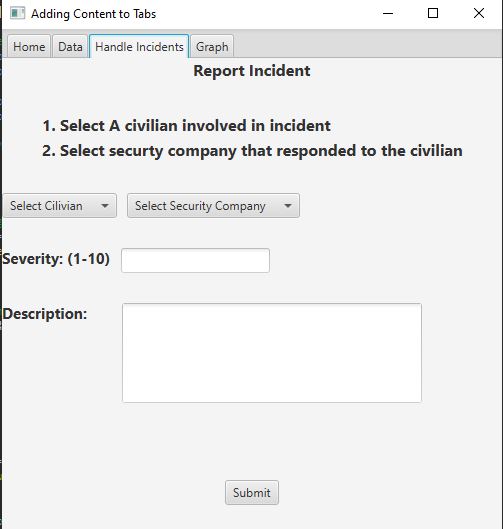 Adding Content to Tabs
Home Data Handle Incidents Graph
Report Incident
1. Select A civilian involved in incident
2. Select securty company that responded to the civilian
Select Cilivian Select Security Company
Severity: (1-10)
Description:
Submit